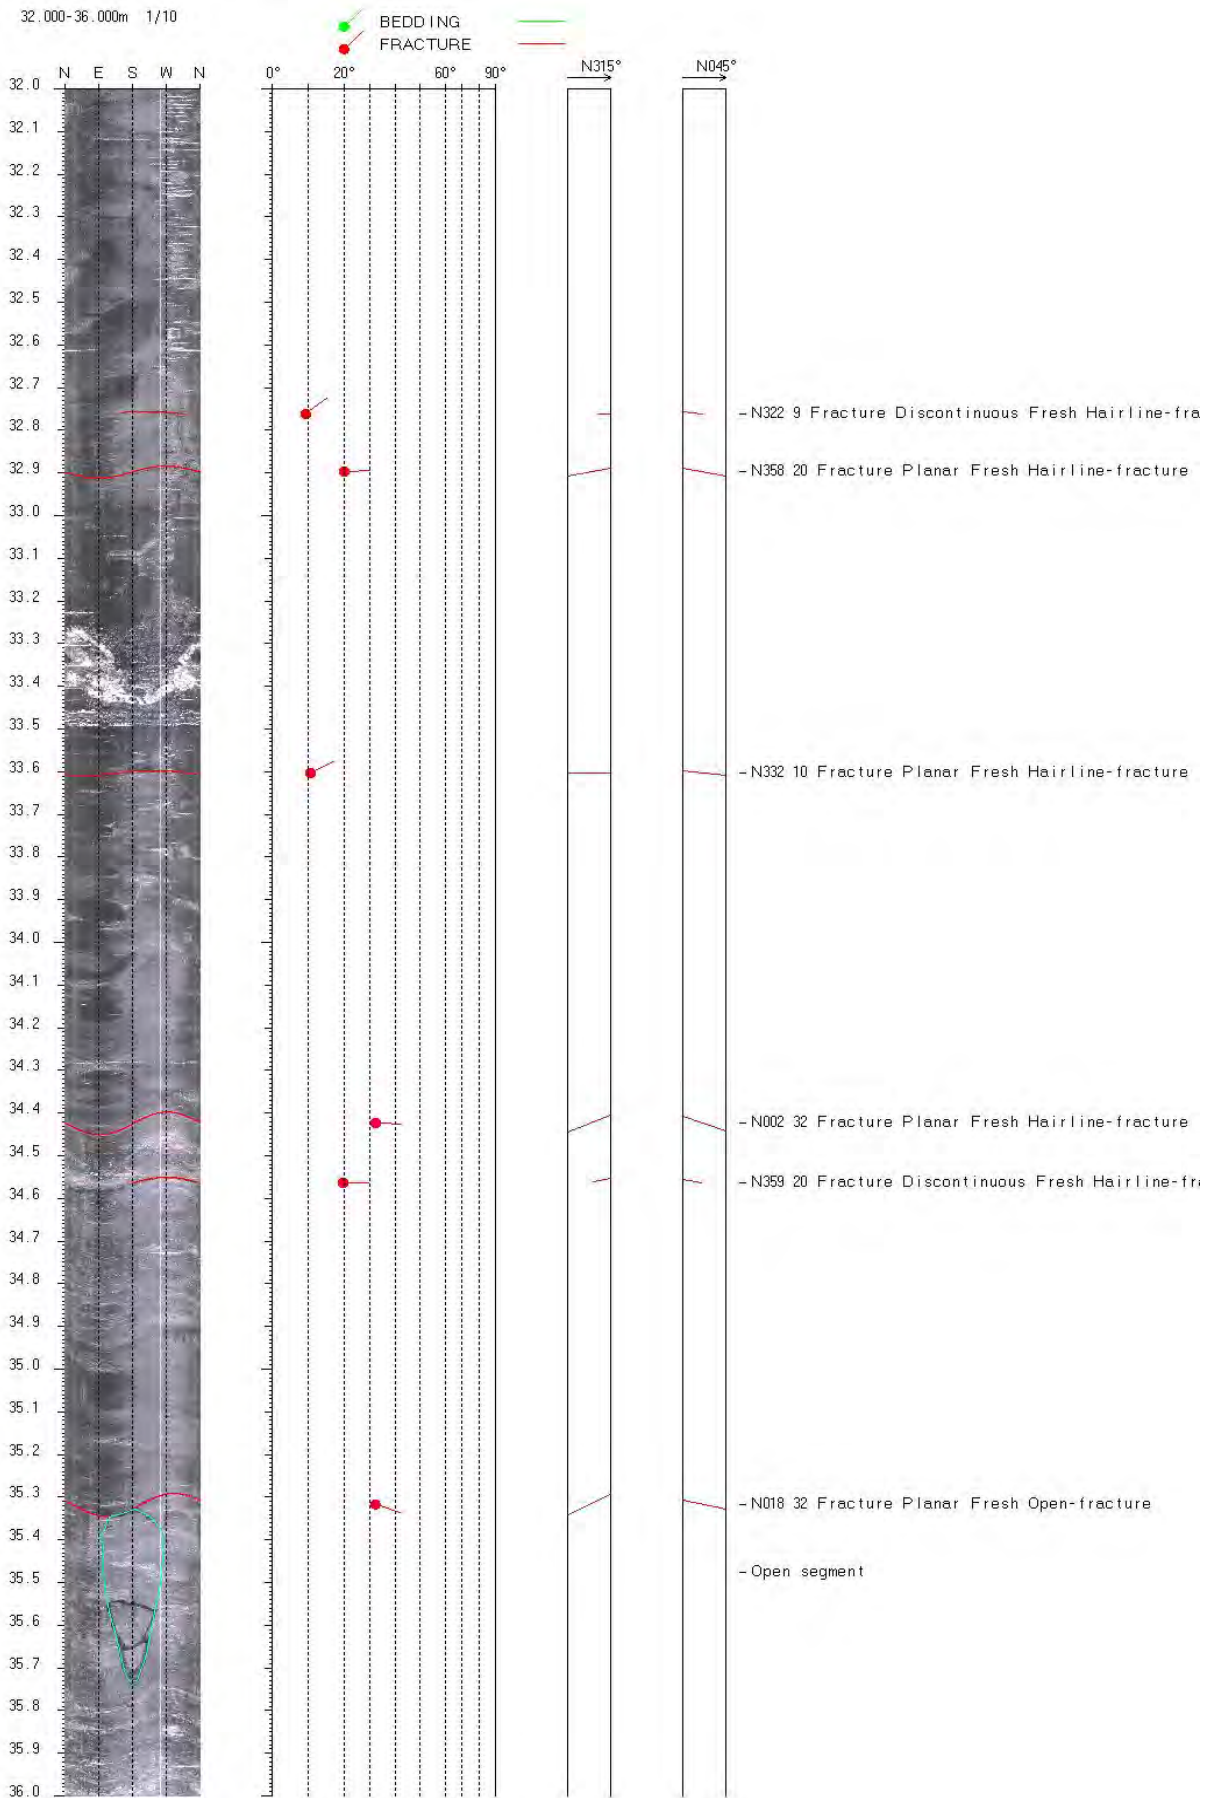 32.000-36.000m 1/10
BEDDING
FRACTURE
N E S W N
0° 20° 60° 90°
N315°
N045°
32.0
32.1
32.2
32.3
32.4
32.5
32.6
32.7
- N322 9 Fracture Discontinuous Fresh Hairline-fra
32.8
32.9
- N358 20 Fracture Planar Fresh Hairline-fracture
33.0
33.1
33.2
33.3
33.4
33.5
33.6
- N332 10 Fracture Planar Fresh Hairline-fracture
33.7
33.8
33.9
34.0
34.1
34.2
34.3
34.4
- N002 32 Fracture Planar Fresh Hairline-fracture
34.5
- N359 20 Fracture Discontinuous Fresh Hairline-fr
34.6
34.7
34.8
34.9
35.0
35.1
35.2
35.3
- N018 32 Fracture Planar Fresh Open-fracture
35.4
- Open segment
35.5
35.6
35.7
35.8
35.9
36.0